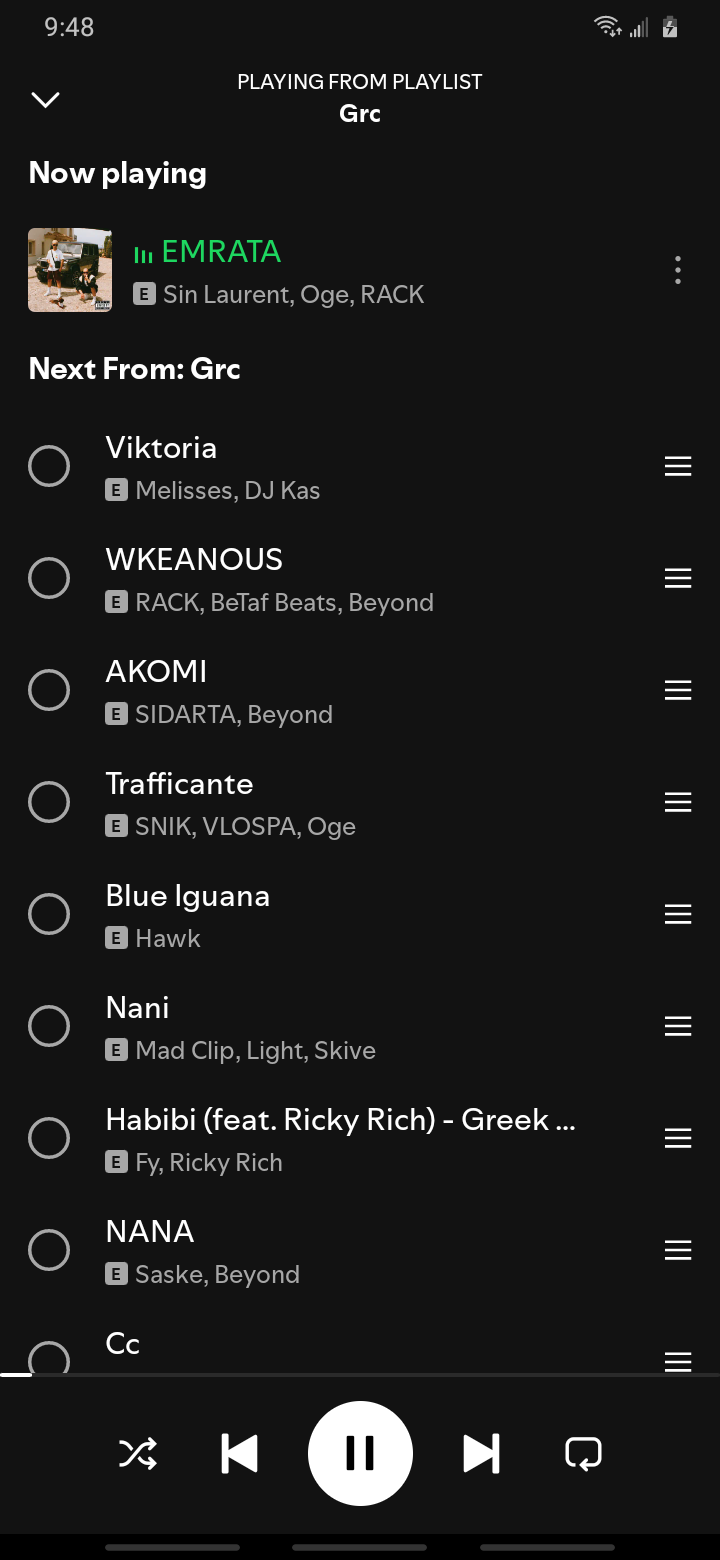 9:48
PLAYING FROM PLAYLIST
Grc
Now playing
EMRATA
E Sin Laurent, Oge, RACK
Next From: Grc
Viktoria
E Melisses, DJ Kas
WKEANOUS
E RACK, BeTaf Beats, Beyond
AKOMI
E SIDARTA, Beyond
Trafficante
E SNIK, VLOSPA, Oge
Blue Iguana
E Hawk
Nani
E Mad Clip, Light, Skive
Habibi (feat. Ricky Rich) - Greek ...
E Fy, Ricky Rich
NANA
E Saske, Beyond
Cc